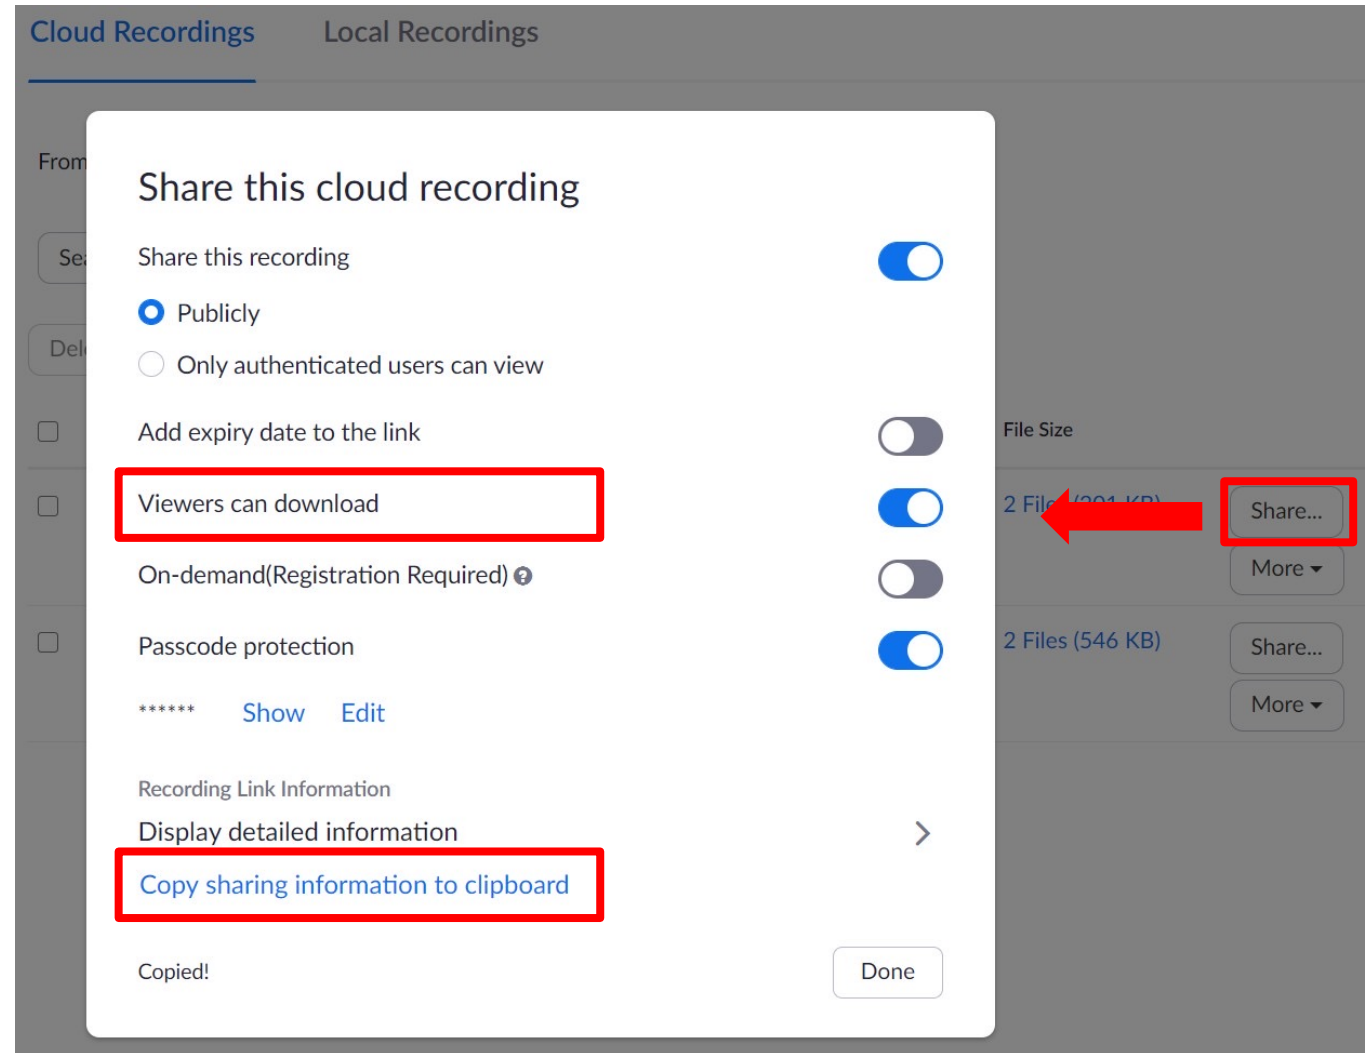 Cloud Recordings Local Recordings
From
Share this cloud recording
Share this recording
Publicly
Only authenticated users can view
Add expiry date to the link
File Size
Viewers can download
2 Files
Share...
On-demand(Registration Required)
More
Passcode protection
2 Files (546 KB)
Share...
****** Show Edit
More
Recording Link Information
Display detailed information
Copy sharing information to clipboard
Copied!
Done